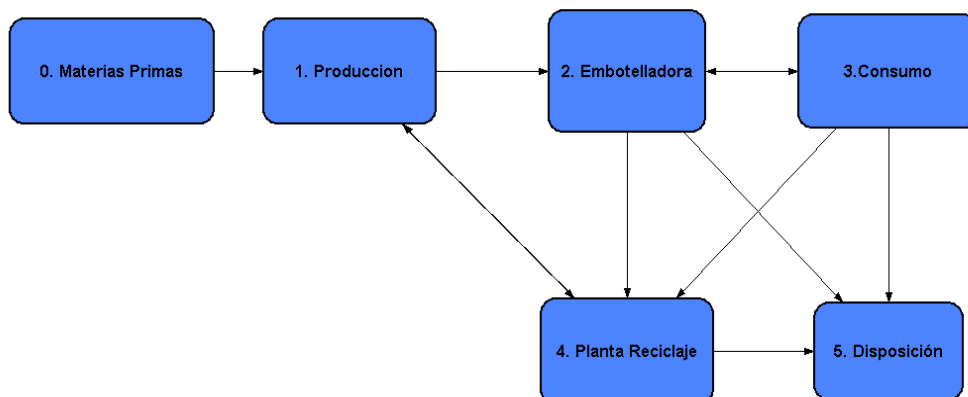 0. Materias Primas
1. Produccion
2. Embotelladora
3.Consumo
4. Planta Reciclaje
5. Disposición